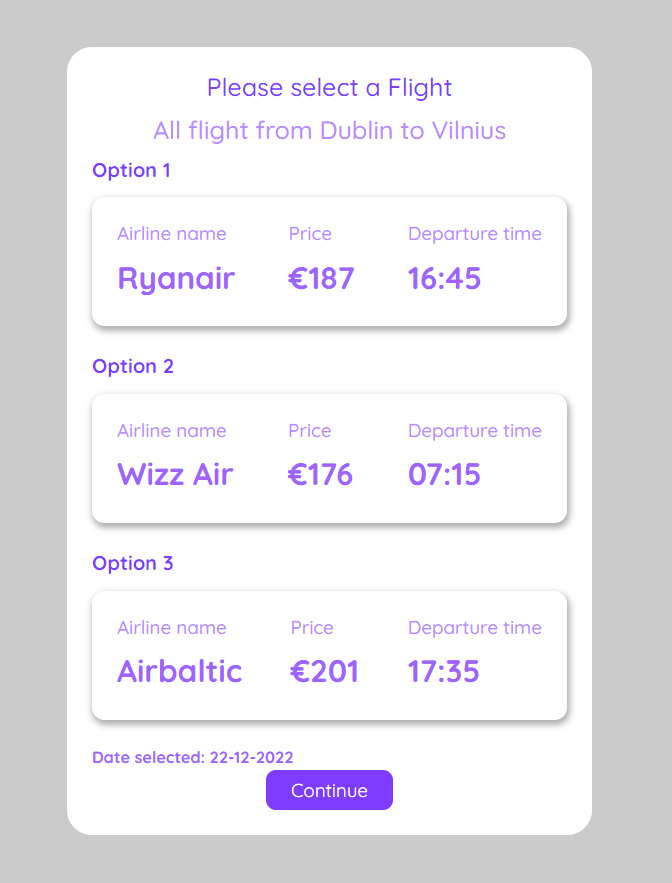 Please select a Flight
All flight from Dublin to Vilnius
Option 1
Airline name Price Departure time
Ryanair €187 16:45
Option 2
Airline name Price Departure time
Wizz Air €176 07:15
Option 3
Airline name Price Departure time
Airbaltic €201 17:35
Date selected: 22-12-2022
Continue